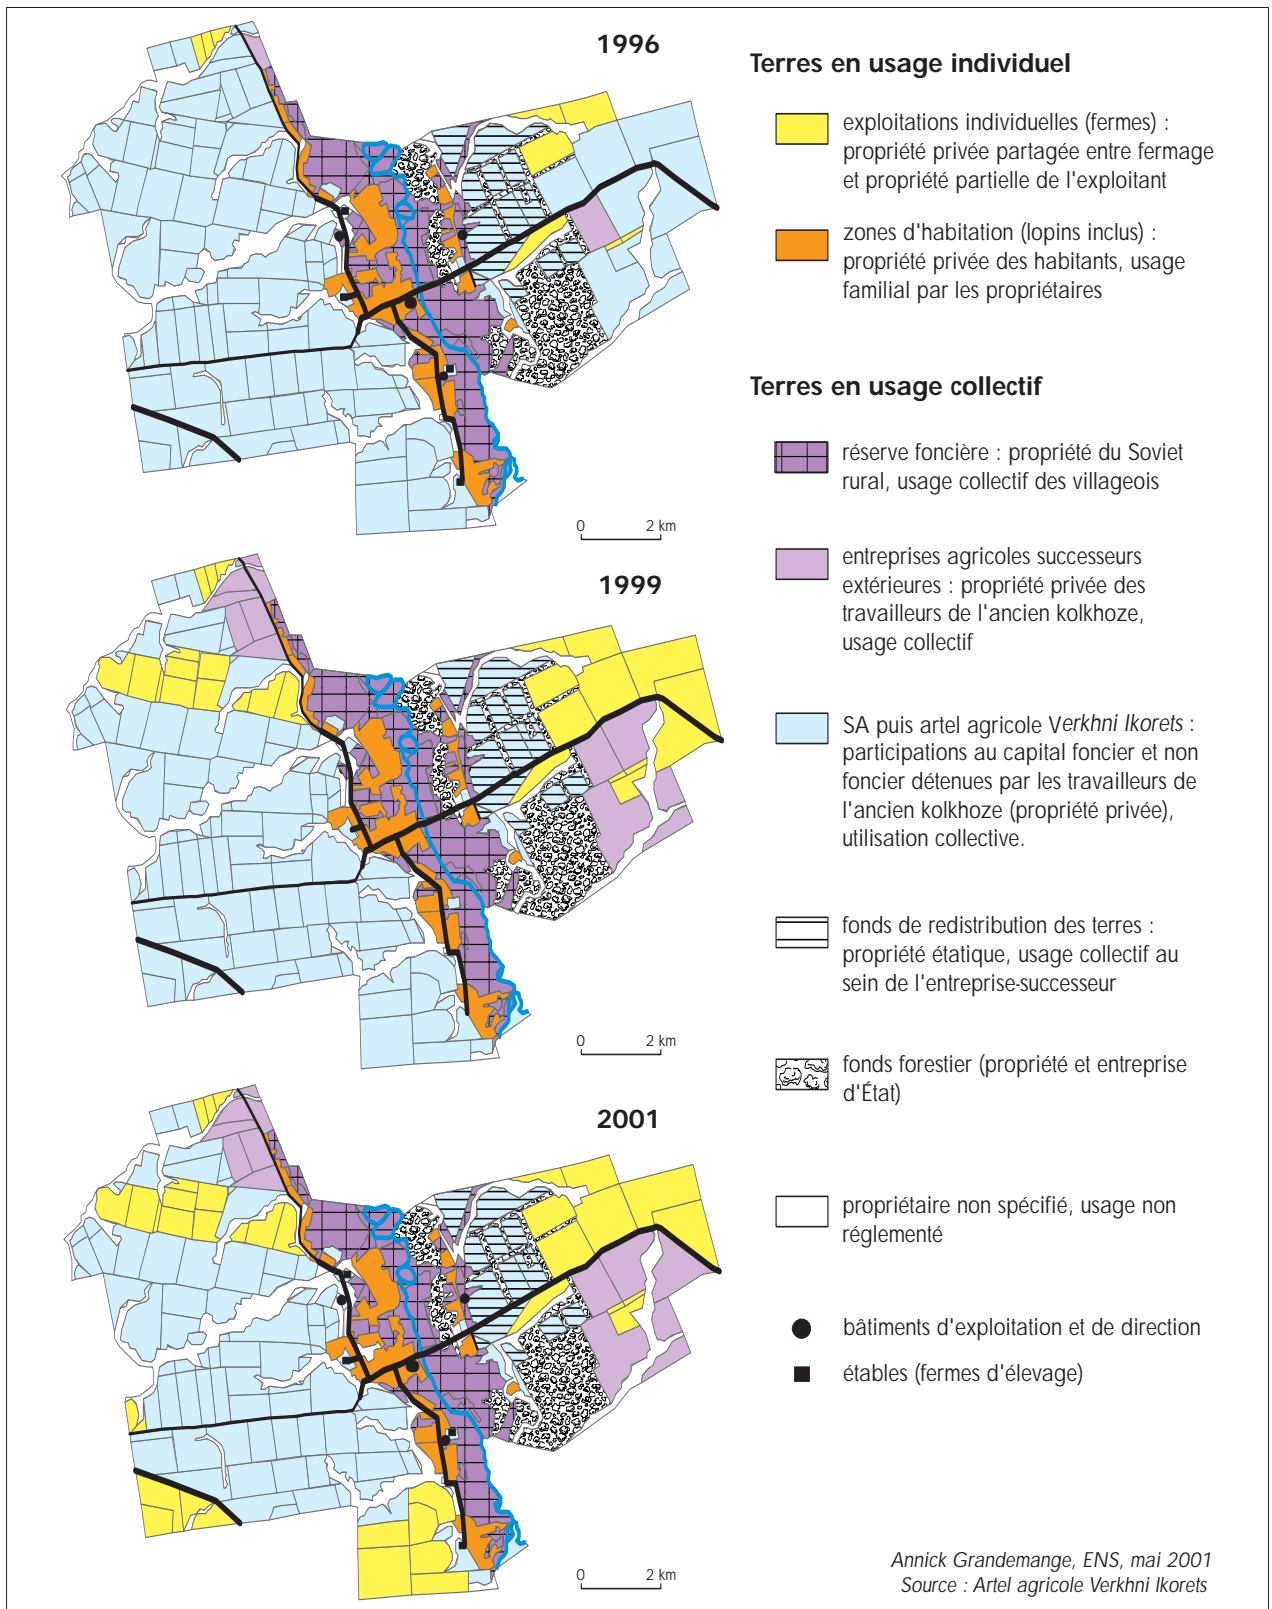 1996
0 2 km
1999
0 2 km
2001
0 2 km
Terres en usage individuel
exploitations individuelles (fermes) :
propriété privée partagée entre fermage
et propriété partielle de l'exploitant
zones d'habitation (lopins inclus) :
propriété privée des habitants, usage
familial par les propriétaires
Terres en usage collectif
réserve foncière : propriété du Soviet
rural, usage collectif des villageois
entreprises agricoles successeurs
extérieures : propriété privée des
travailleurs de l'ancien kolkhoze,
usage collectif
SA puis artel agricole Verkhni Ikorets :
participations au capital foncier et non
foncier détenues par les travailleurs de
l'ancien kolkhoze (propriété privée),
utilisation collective.
fonds de redistribution des terres :
propriété étatique, usage collectif au
sein de l'entreprise-successeur
fonds forestier (propriété et entreprise
d'État)
propriétaire non spécifié, usage non
réglementé
bâtiments d'exploitation et de direction
étables (fermes d'élevage)
Annick Grandemange, ENS, mai 2001
Source : Artel agricole Verkhni Ikorets